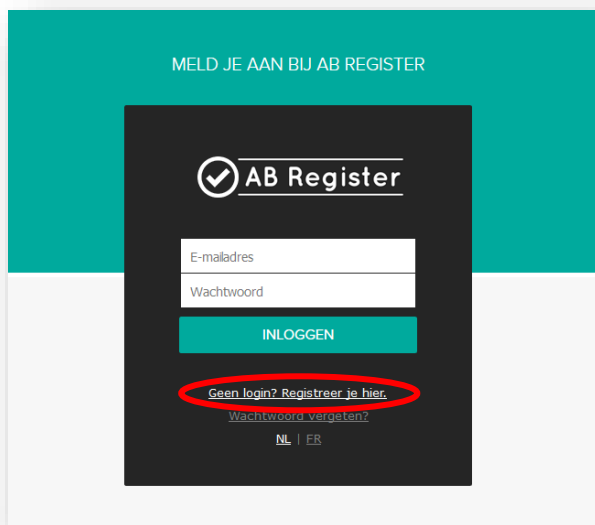 MELD JE AAN BIJ AB REGISTER
AB Register
E-mailadres
Wachtwoord
INLOGGEN
Geen login? Registreer je hier.
Wachtwoord vergeten?
NL | FR